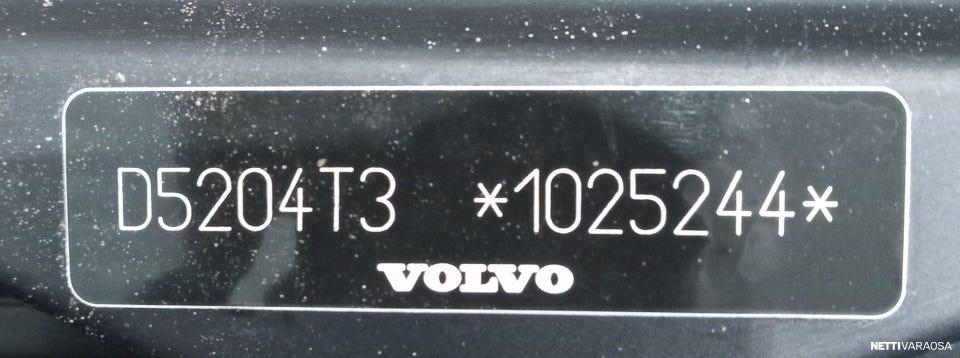 D5204T3 *1025244*
VOLVO
NETTIVARAOSA